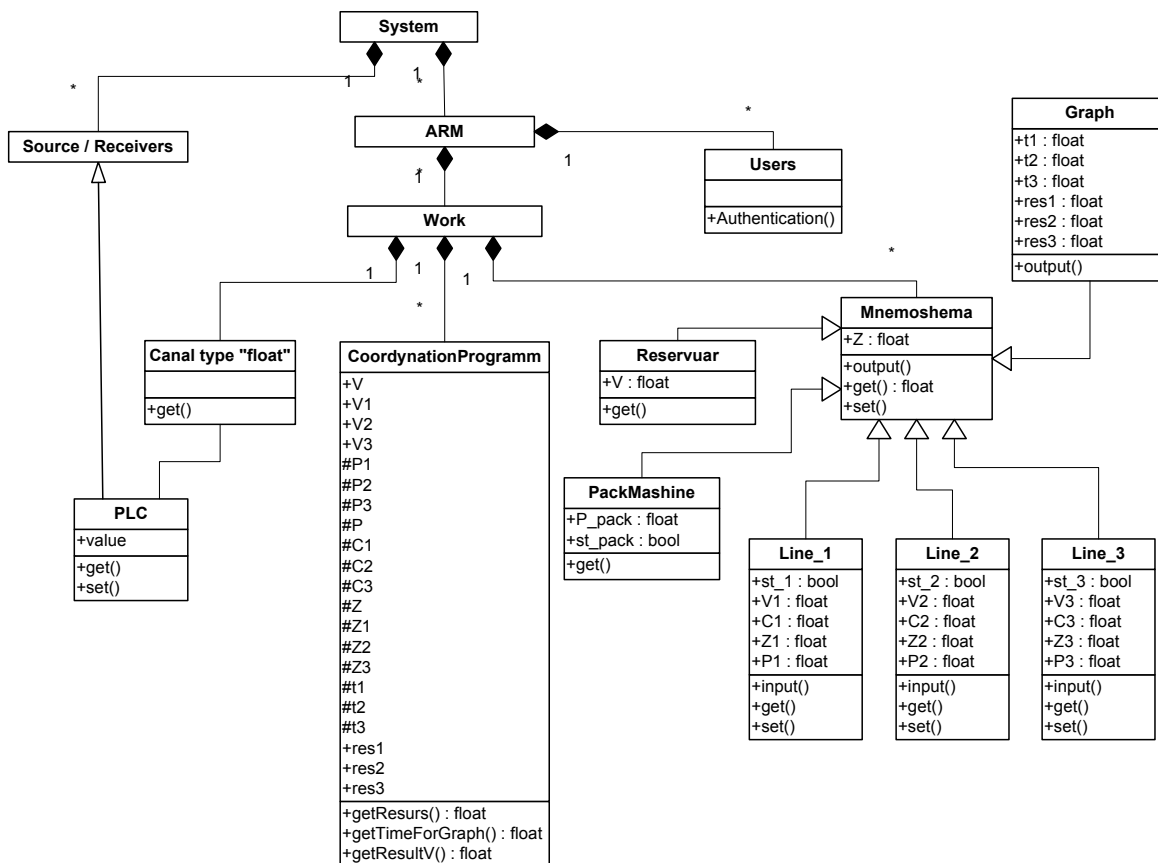 System
1
*
1
*
Source / Receivers
ARM
1
*
1
*
Users
+Authentication()
Graph
+t1 : float
+t2 : float
+t3 : float
+res1 : float
+res2 : float
+res3 : float
+output()
Work
1
1
*
1
*
Canal type "float"
+get()
PLC
+value
+get()
+set()
CoordynationProgramm
+V
+V1
+V2
+V3
#P1
#P2
#P3
#P
#C1
#C2
#C3
#Z
#Z1
#Z2
#Z3
#t1
#t2
#t3
+res1
+res2
+res3
+getResurs() : float
+getTimeForGraph() : float
+getResultV() : float
Reservuar
+V : float
+get()
Mnemoshema
+Z : float
+output()
+get() : float
+set()
PackMashine
+P_pack : float
+st_pack : bool
+get()
Line_1
+st_1 : bool
+V1 : float
+C1 : float
+Z1 : float
+P1 : float
+input()
+get()
+set()
Line_2
+st_2 : bool
+V2 : float
+C2 : float
+Z2 : float
+P2 : float
+input()
+get()
+set()
Line_3
+st_3 : bool
+V3 : float
+C3 : float
+Z3 : float
+P3 : float
+input()
+get()
+set()